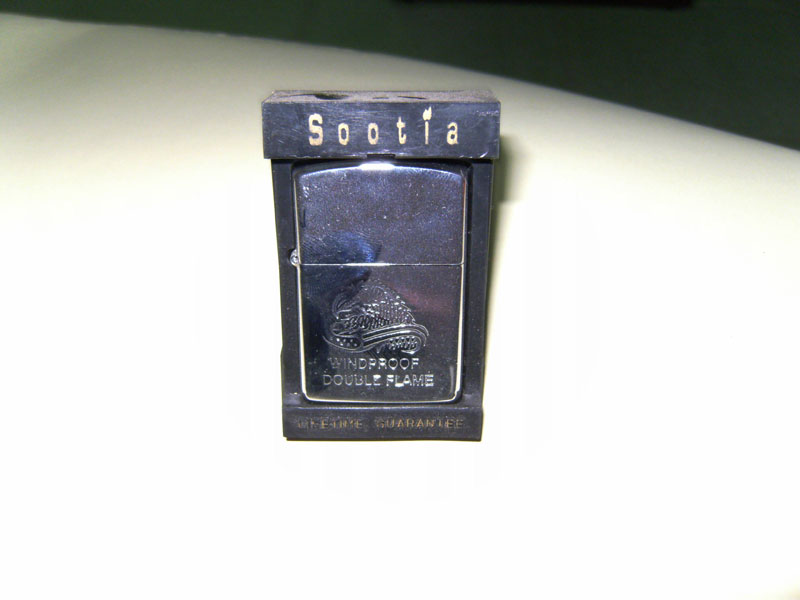 Sootia
WINDPROOF
DOUBLE FLAME
LIFETIME GUARANTEE